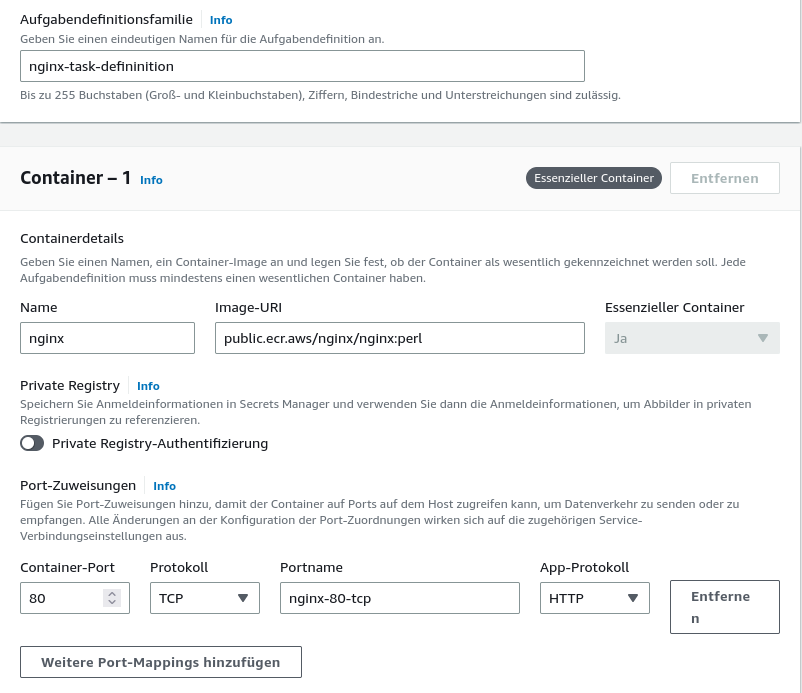 Aufgabendefinitionsfamilie Info
Geben Sie einen eindeutigen Namen für die Aufgabendefinition an.
nginx-task-defininition
Bis zu 255 Buchstaben (Groß- und Kleinbuchstaben), Ziffern, Bindestriche und Unterstreichungen sind zulässig.
Container – 1 Info Essenzieller Container Entfernen
Containerdetails
Geben Sie einen Namen, ein Container-Image an und legen Sie fest, ob der Container als wesentlich gekennzeichnet werden soll. Jede
Aufgabendefinition muss mindestens einen wesentlichen Container haben.
Name Image-URI Essenzieller Container
nginx public.ecr.aws/nginx/nginx:perl Ja
Private Registry Info
Speichern Sie Anmeldeinformationen in Secrets Manager und verwenden Sie dann die Anmeldeinformationen, um Abbilder in privaten
Registrierungen zu referenzieren.
Private Registry-Authentifizierung
Port-Zuweisungen Info
Fügen Sie Port-Zuweisungen hinzu, damit der Container auf Ports auf dem Host zugreifen kann, um Datenverkehr zu senden oder zu
empfangen. Alle Änderungen an der Konfiguration der Port-Zuordnungen wirken sich auf die zugehörigen Service-
Verbindungseinstellungen aus.
Container-Port Protokoll Portname App-Protokoll
80 TCP nginx-80-tcp HTTP Entferne
n
Weitere Port-Mappings hinzufügen